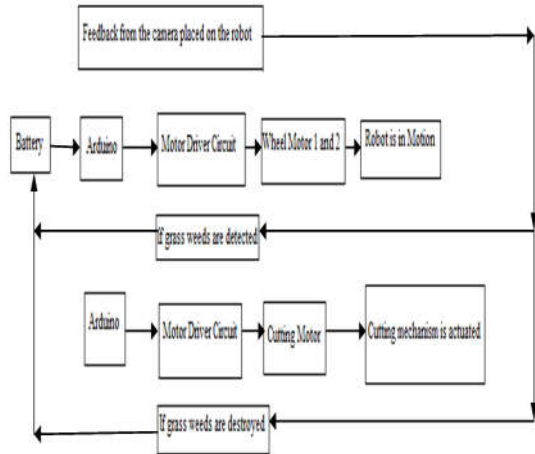 Feedback from the camera placed on the robot
Battery
Arduino
Motor Driver Circuit
Wheel Motor 1 and 2
Robot is in Motion
If grass weeds are detected
Arduino
Motor Driver Circuit
Cutting Motor
Cutting mechanism is actuated
If grass weeds are destroyed